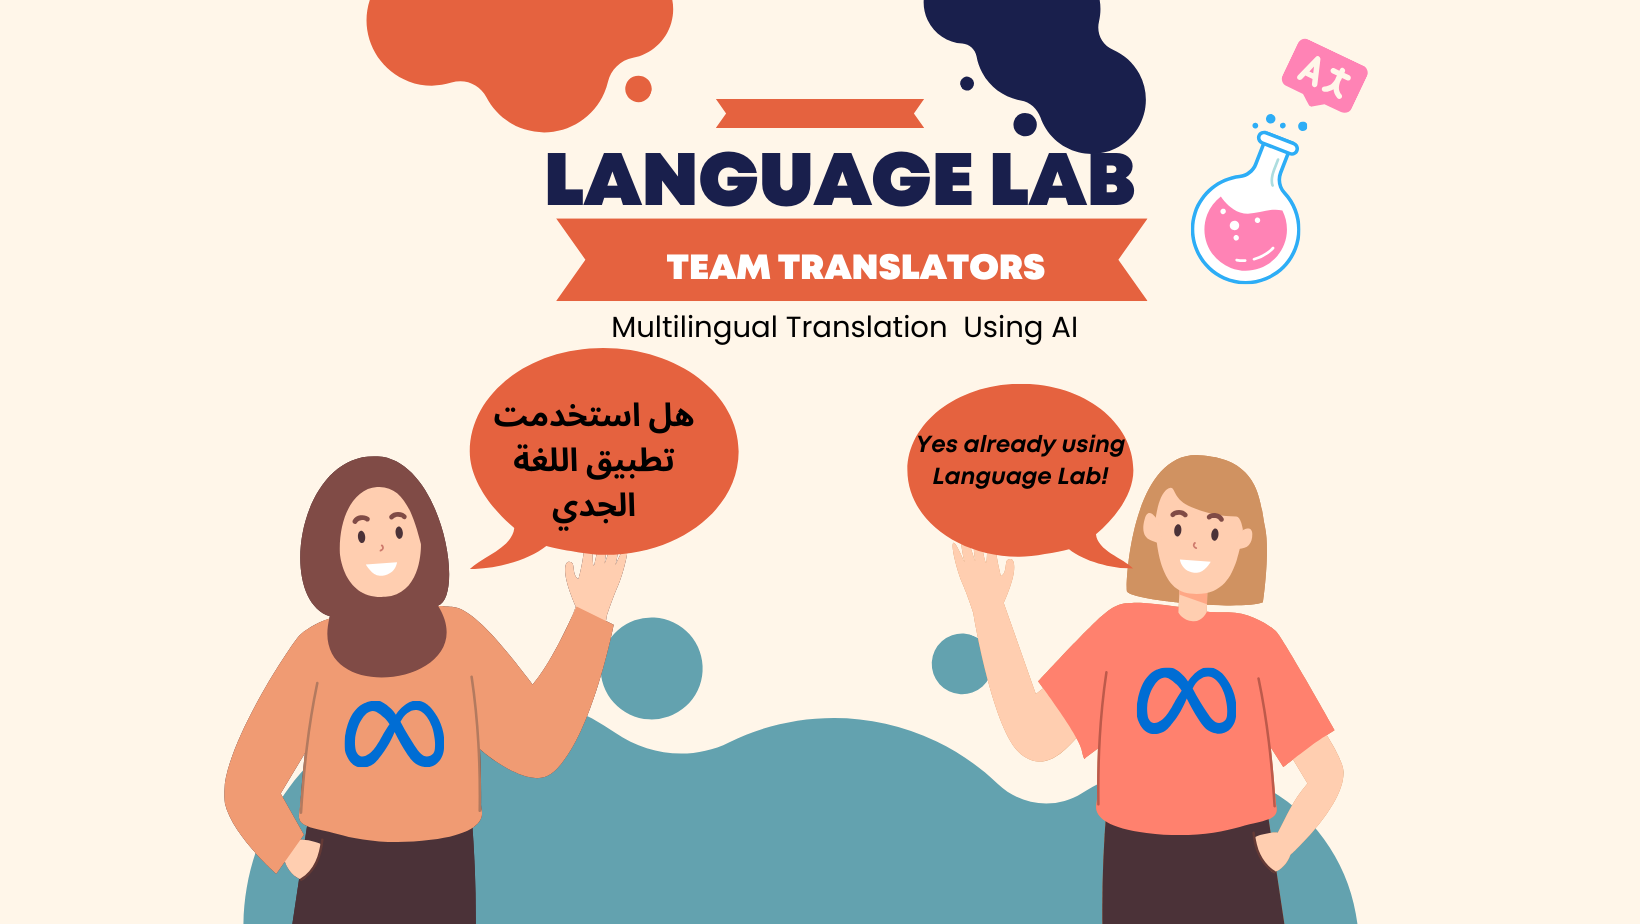 LANGUAGE LAB
TEAM TRANSLATORS
Multilingual Translation Using AI
هل استخدمت
تطبيق اللغة
الجدي
Yes already using
Language Lab!
A